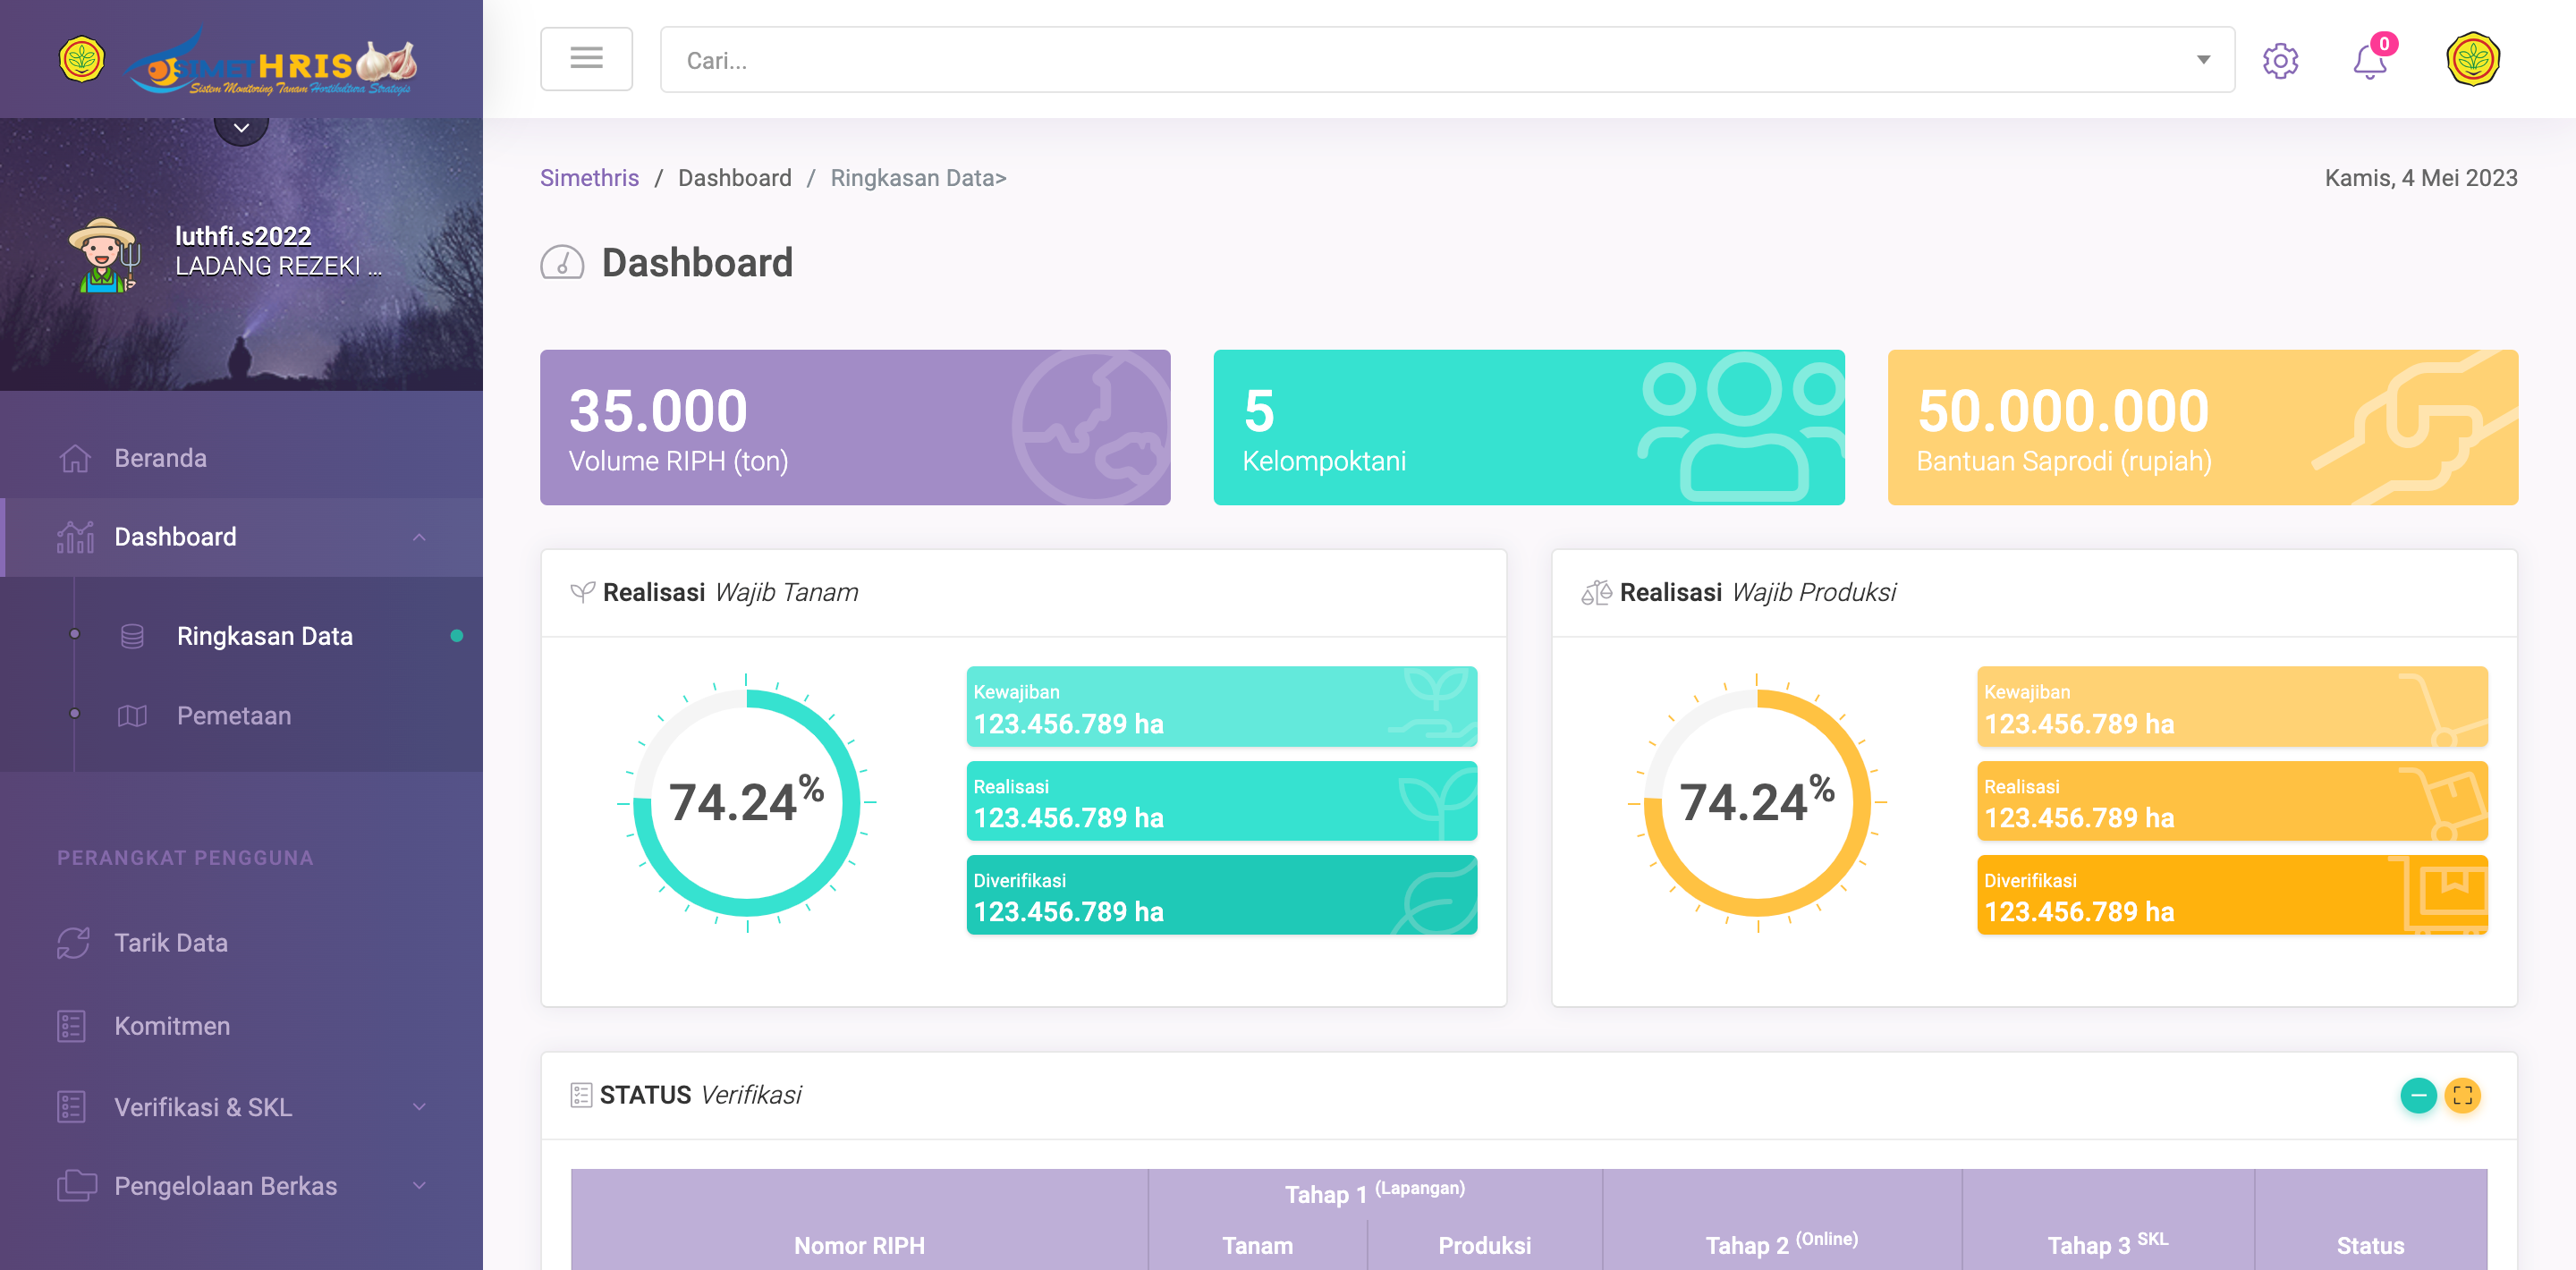 SIMETHRIS
Sistem Monitoring Tanam Hortikultura Strategis
Cari...
0
luthfi.s2022
LADANG REZEKI ...
Beranda
Dashboard
Ringkasan Data
Pemetaan
PERANGKAT PENGGUNA
Tarik Data
Komitmen
Verifikasi & SKL
Pengelolaan Berkas
Simethris / Dashboard / Ringkasan Data>
Kamis, 4 Mei 2023
Dashboard
35.000
Volume RIPH (ton)
5
Kelompoktani
50.000.000
Bantuan Saprodi (rupiah)
Realisasi Wajib Tanam
74.24%
Kewajiban
123.456.789 ha
Realisasi
123.456.789 ha
Diverifikasi
123.456.789 ha
Realisasi Wajib Produksi
74.24%
Kewajiban
123.456.789 ha
Realisasi
123.456.789 ha
Diverifikasi
123.456.789 ha
STATUS Verifikasi
Tahap 1 (Lapangan)
Nomor RIPH Tanam Produksi Tahap 2 (Online) Tahap 3 SKL Status